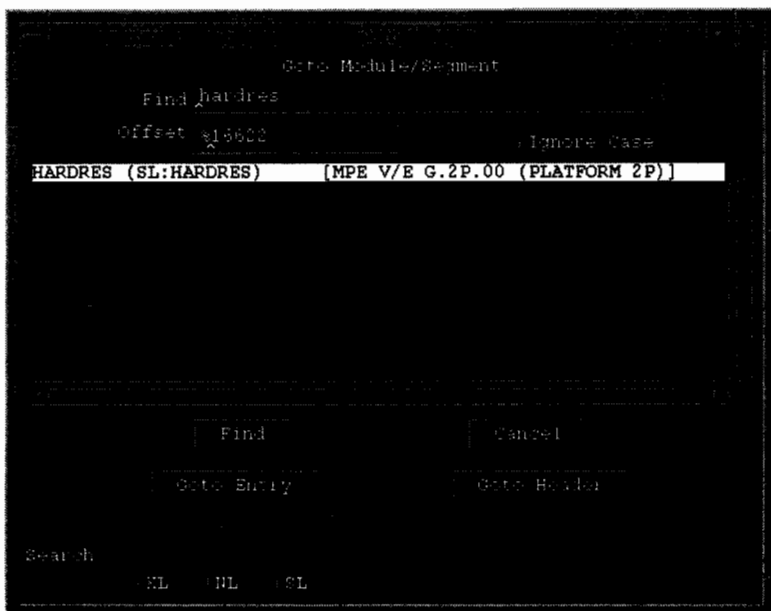 Goto Module/Segment
Find hardres
Offset %16622 Ignore Case
HARDRES (SL:HARDRES) [MPE V/E G.2P.00 (PLATFORM 2P)]
Find Cancel
Goto Entry Goto Header
Search
XL NL SL